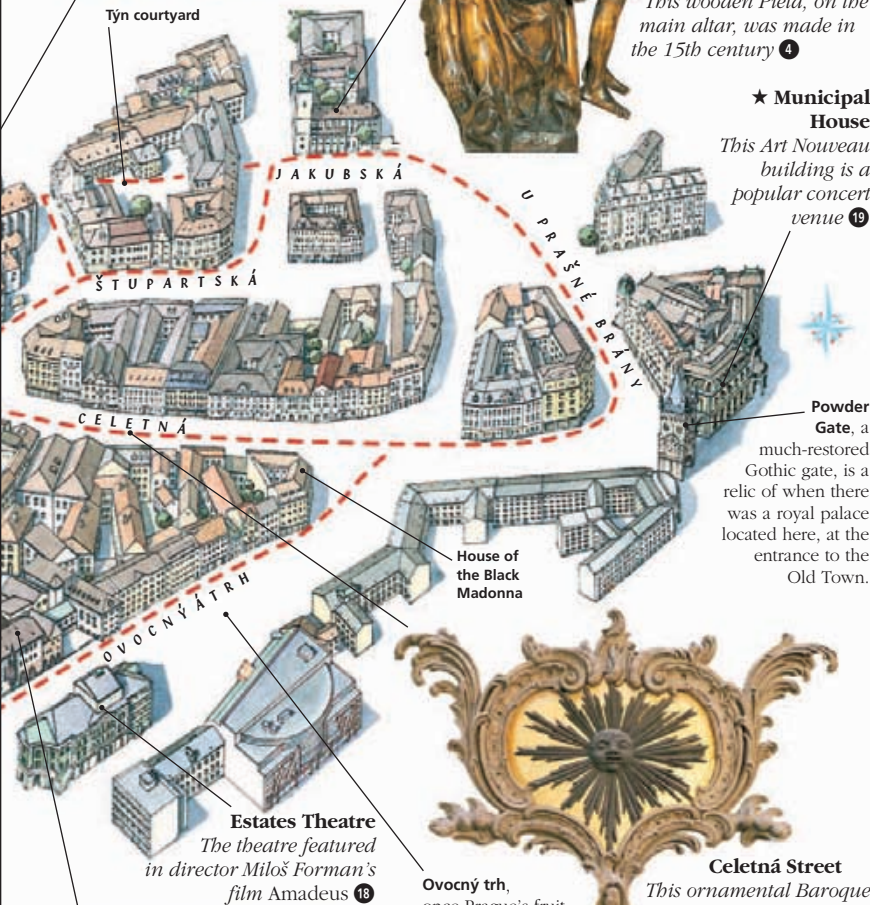 Týn courtyard
This wooden Pietà, on the
main altar, was made in
the 15th century 4
★ Municipal
House
This Art Nouveau
building is a
popular concert
venue 19
JAKUBSKÁ
U PRAŠNÉ BRÁNY
ŠTUPARTSKÁ
CELETNÁ
Powder
Gate, a
much-restored
Gothic gate, is a
relic of when there
was a royal palace
located here, at the
entrance to the
Old Town.
House of
the Black
Madonna
OVOCNÝÁTRH
Estates Theatre
The theatre featured
in director Miloš Forman's
film Amadeus 18
Ovocný trh,
once Prague's fruit
Celetná Street
This ornamental Baroque